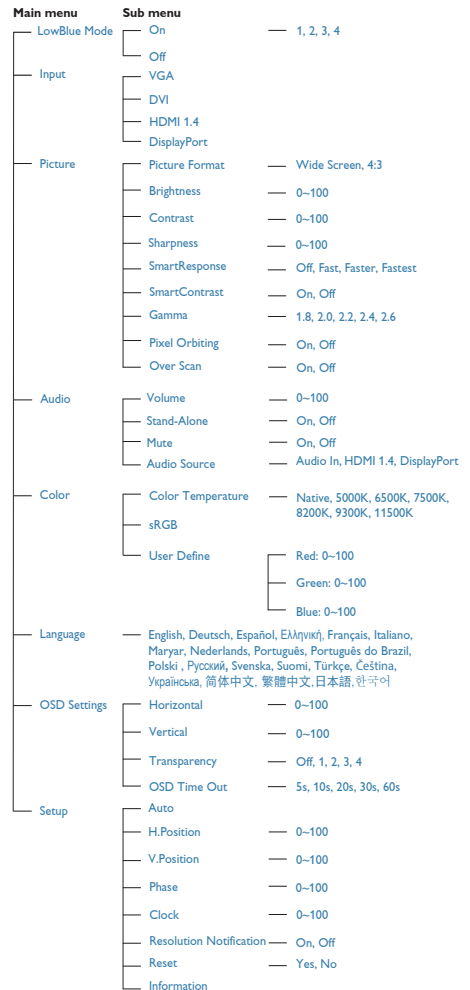 Main menu Sub menu
LowBlue Mode On 1, 2, 3, 4
Off
Input VGA
DVI
HDMI 1.4
DisplayPort
Picture Picture Format Wide Screen, 4:3
Brightness 0~100
Contrast 0~100
Sharpness 0~100
SmartResponse Off, Fast, Faster, Fastest
SmartContrast On, Off
Gamma 1.8, 2.0, 2.2, 2.4, 2.6
Pixel Orbiting On, Off
Over Scan On, Off
Audio Volume 0~100
Stand-Alone On, Off
Mute On, Off
Audio Source Audio In, HDMI 1.4, DisplayPort
Color Color Temperature Native, 5000K, 6500K, 7500K,
8200K, 9300K, 11500K
sRGB
User Define Red: 0~100
Green: 0~100
Blue: 0~100
Language English, Deutsch, Español, Ελληνική, Français, Italiano,
Maryar, Nederlands, Português, Português do Brazil,
Polski , Русский, Svenska, Suomi, Türkçe, Čeština,
Українська, 简体中文, 繁體中文,日本語,한국어
OSD Settings Horizontal 0~100
Vertical 0~100
Transparency Off, 1, 2, 3, 4
OSD Time Out 5s, 10s, 20s, 30s, 60s
Setup Auto
H.Position 0~100
V.Position 0~100
Phase 0~100
Clock 0~100
Resolution Notification On, Off
Reset Yes, No
Information